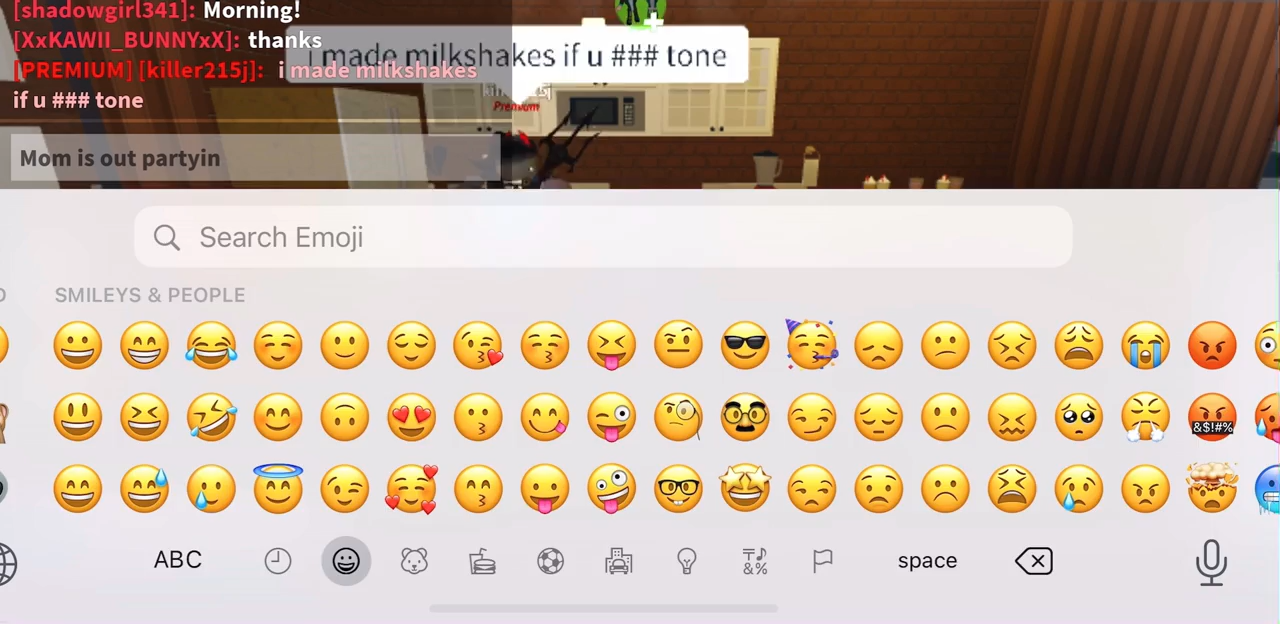 [shadowgirl341]: Morning!
[XxKAWII_BUNNYxX]: thanks
[PREMIUM] [killer215j]: i made milkshakes
if u ### tone
i made milkshakes if u ### tone
Premium
Mom is out partyin
Search Emoji
SMILEYS & PEOPLE
&$!#%
ABC
space